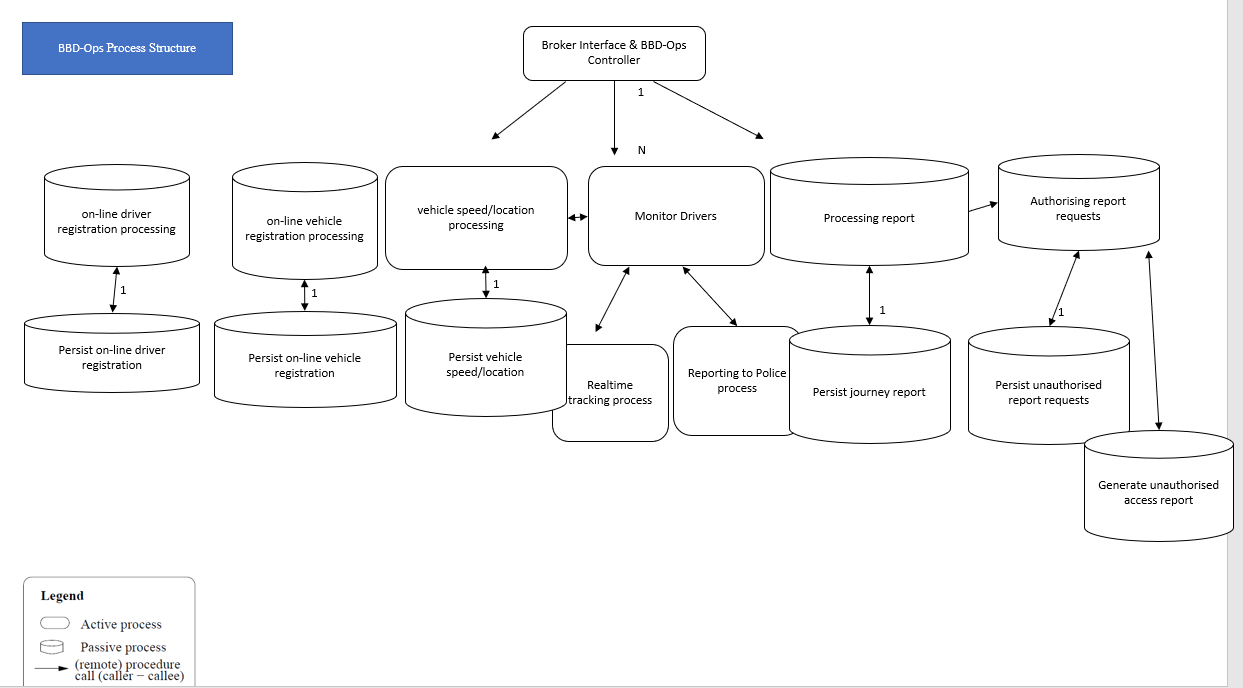 BBD-Ops Process Structure
Broker Interface & BBD-Ops
Controller
1
N
on-line driver
registration processing
on-line vehicle
registration processing
vehicle speed/location
processing
Monitor Drivers
Processing report
Authorising report
requests
1
1
1
1
1
Persist on-line driver
registration
Persist on-line vehicle
registration
Persist vehicle
speed/location
Realtime
tracking process
Reporting to Police
process
Persist journey report
Persist unauthorised
report requests
Generate unauthorised
access report
Legend
Active process
Passive process
(remote) procedure
call (caller – callee)